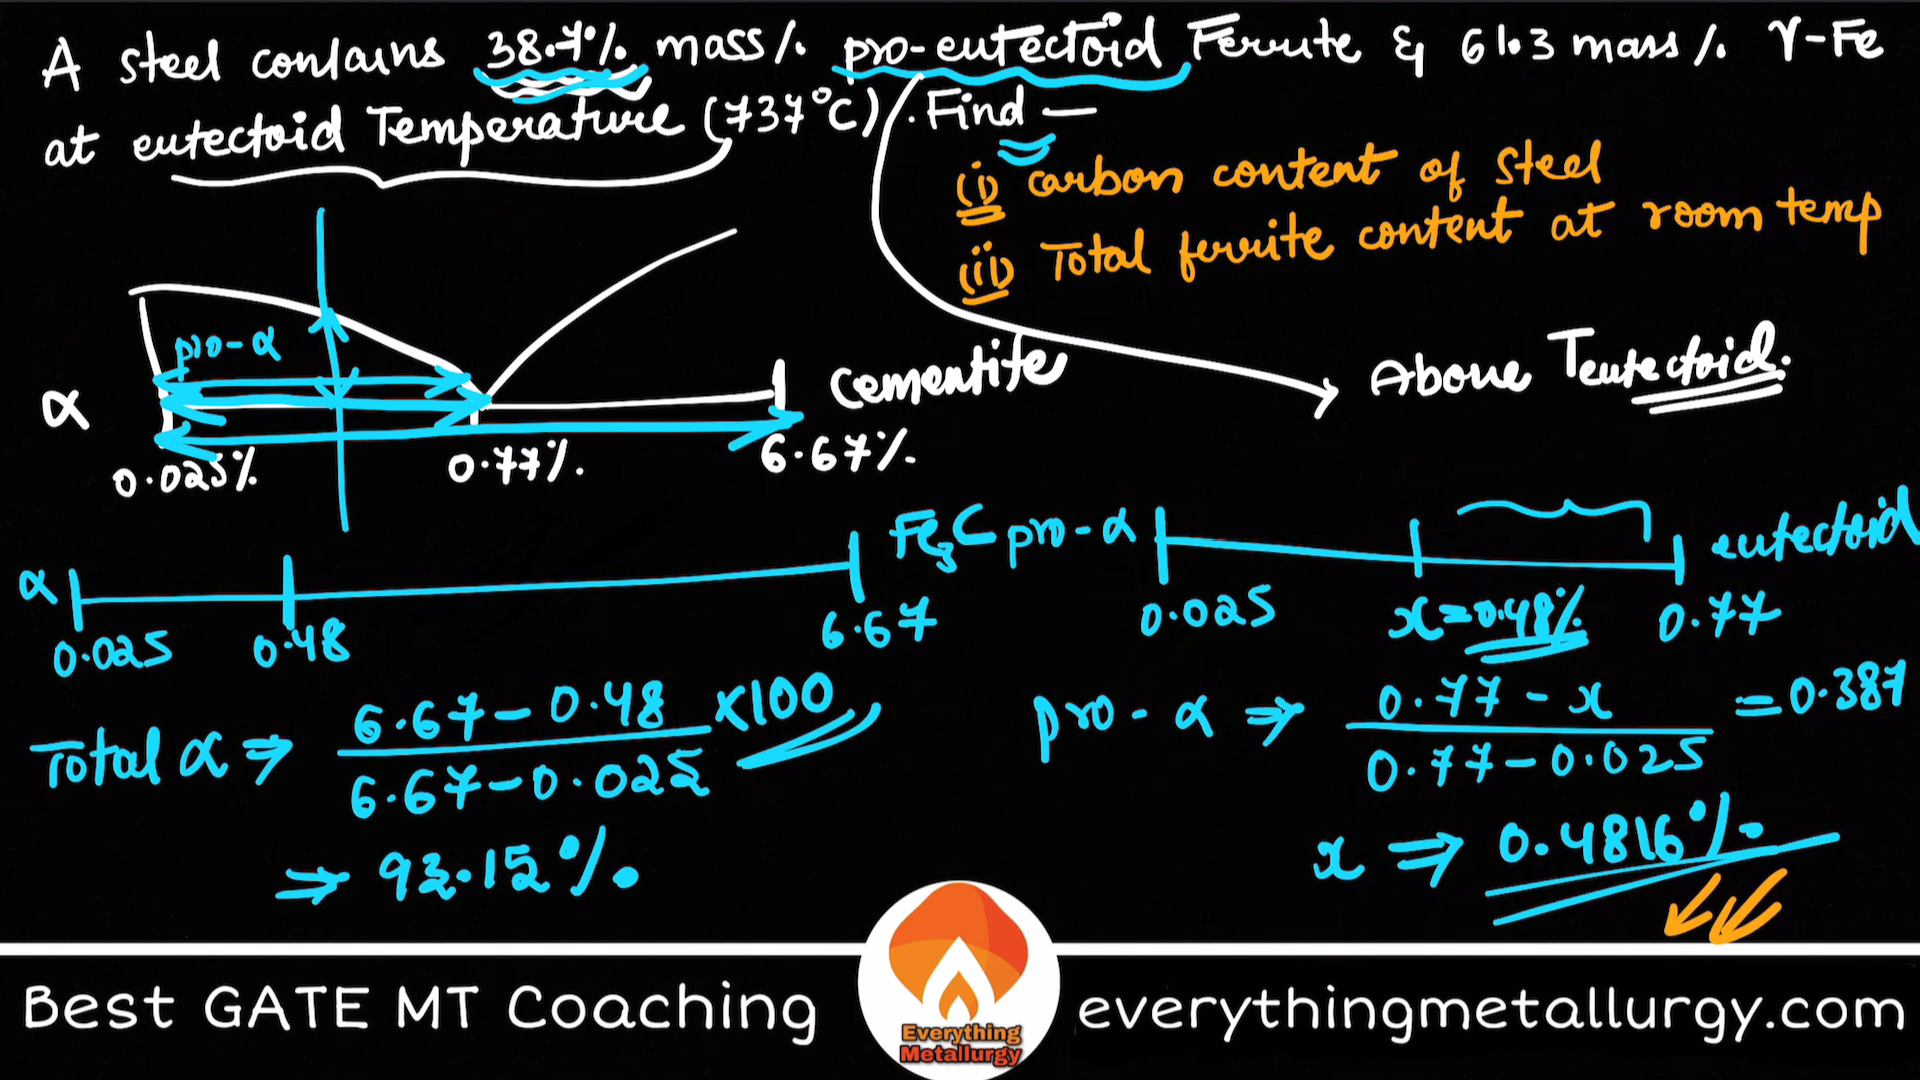 A steel contains 38.7% mass% pro-eutectoid Ferrite & 61.3 mass% γ-Fe
at eutectoid Temperature (737°C). Find —
(i) carbon content of steel
(ii) Total ferrite content at room temp
pro-α
α
Cementite
Above Teutectoid.
0.025%
0.77%.
6.67%.
α
Fe3C
0.025
0.48
6.67
pro-α
eutectoid
0.025
x=0.48%
0.77
Total α ⇒ 6.67-0.48 / 6.67-0.025 ×100
⇒ 93.15%.
pro-α ⇒ 0.77-x / 0.77-0.025 = 0.387
x ⇒ 0.4816%.
Best GATE MT Coaching
Everything
Metallurgy
everythingmetallurgy.com